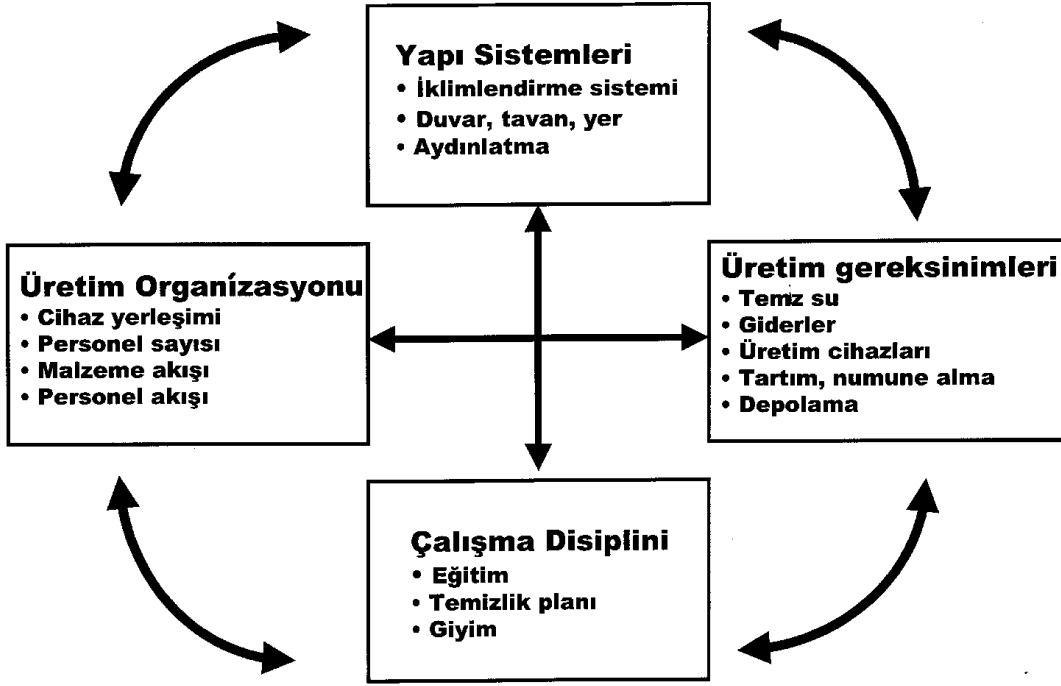 Yapı Sistemleri
• İklimlendirme sistemi
• Duvar, tavan, yer
• Aydınlatma
Üretim Organízasyonu
• Cihaz yerleşimi
• Personel sayısı
• Malzeme akışı
• Personel akışı
Üretim gereksinimleri
• Temz su
• Giderler
• Üretim cihazları
• Tartım, numune alma
• Depolama
Çalışma Disiplini
• Eğitim
• Temizlik planı
• Giyim